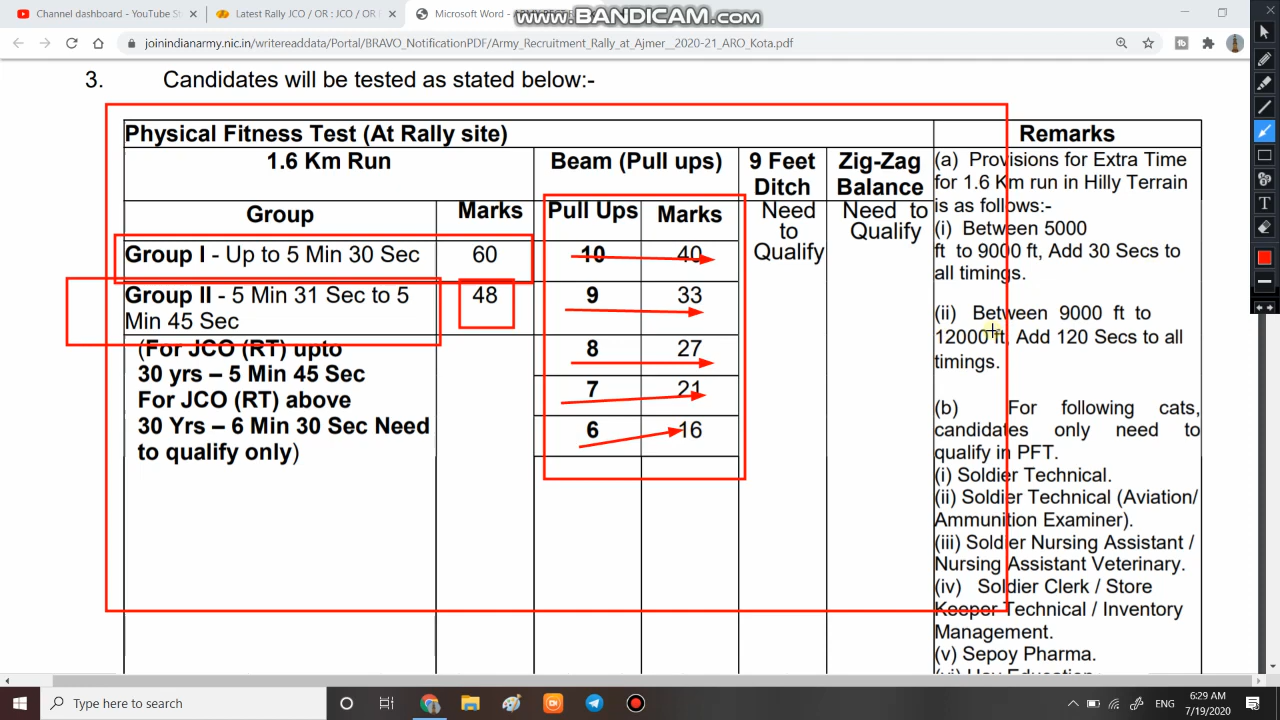 Channel dashboard - YouTube St
Latest Rally JCO / OR : JCO / OR E
Microsoft Word -
www.BANDICAM.com
joinindianarmy.nic.in/writereaddata/Portal/BRAVO_NotificationPDF/Army_Recruitment_Rally_at_Ajmer__2020-21_ARO_Kota.pdf
3. Candidates will be tested as stated below:-
Physical Fitness Test (At Rally site)
Remarks
1.6 Km Run
Beam (Pull ups)
9 Feet
Ditch
Zig-Zag
Balance
Group
Marks
Pull Ups
Marks
Need
to
Qualify
Need to
Qualify
Group I - Up to 5 Min 30 Sec
60
10
40
Group II - 5 Min 31 Sec to 5
Min 45 Sec
48
9
33
(For JCO (RT) upto
30 yrs – 5 Min 45 Sec
For JCO (RT) above
30 Yrs – 6 Min 30 Sec Need
to qualify only)
8
27
7
21
6
16
(a) Provisions for Extra Time
for 1.6 Km run in Hilly Terrain
is as follows:-
(i) Between 5000
ft to 9000 ft, Add 30 Secs to
all timings.
(ii) Between 9000 ft to
12000 ft, Add 120 Secs to all
timings.
(b) For following cats,
candidates only need to
qualify in PFT.
(i) Soldier Technical.
(ii) Soldier Technical (Aviation/
Ammunition Examiner).
(iii) Soldier Nursing Assistant /
Nursing Assistant Veterinary.
(iv) Soldier Clerk / Store
Keeper Technical / Inventory
Management.
(v) Sepoy Pharma.
(vi) Hav Education
Type here to search
ENG
6:29 AM
7/19/2020